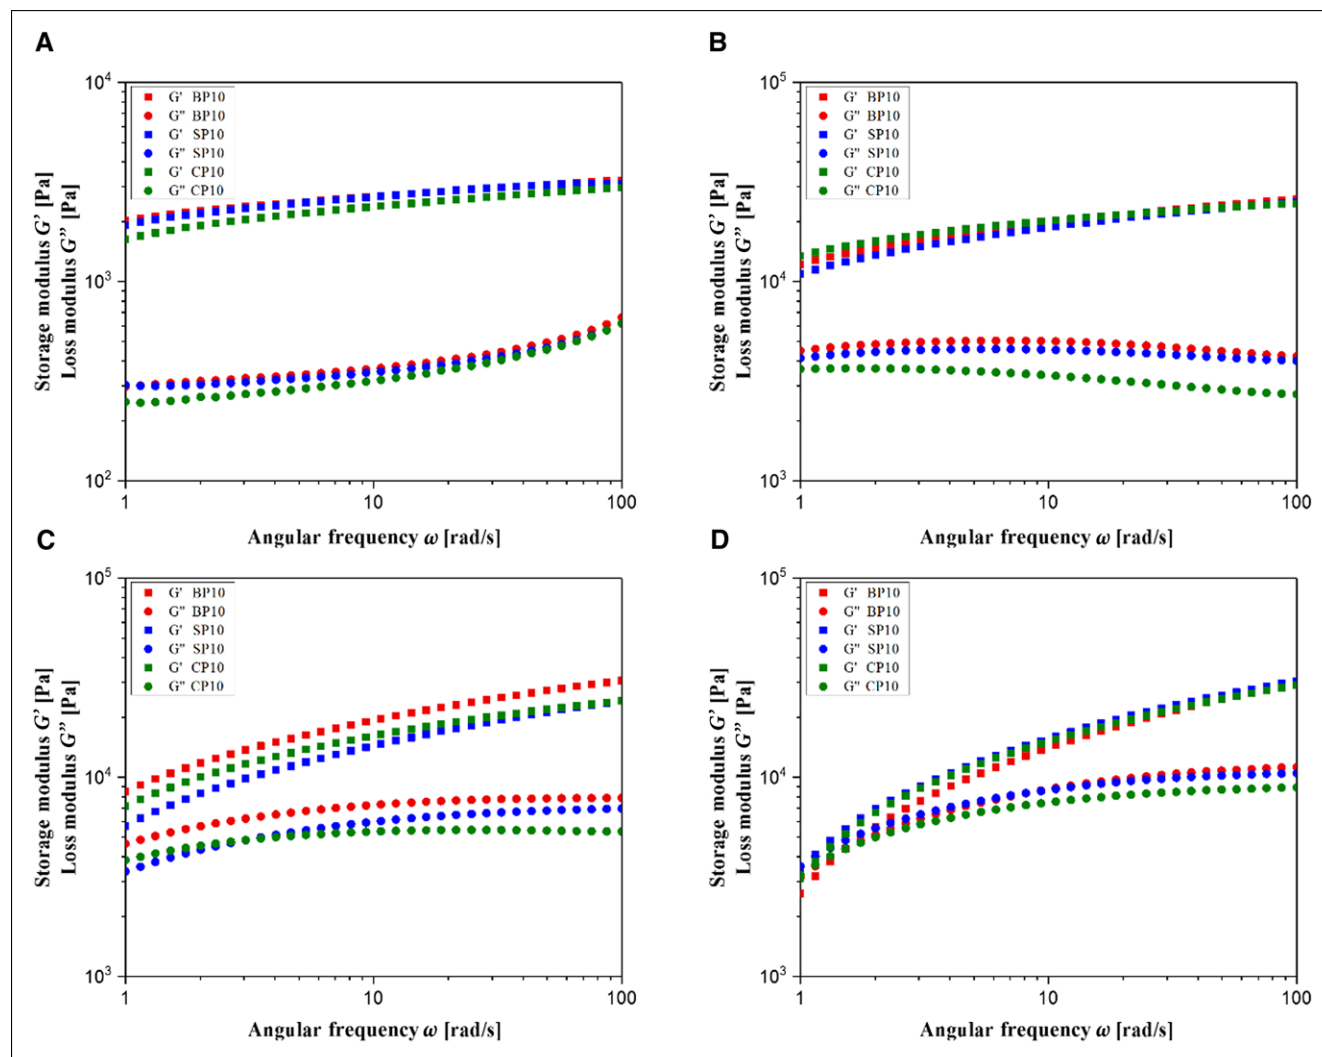 A
10⁴
10³
10²
Storage modulus G’ [Pa]
Loss modulus G” [Pa]
G' BP10
G" BP10
G' SP10
G" SP10
G' CP10
G" CP10
1 10 100
Angular frequency ω [rad/s]
B
10⁵
10⁴
10³
Storage modulus G’ [Pa]
Loss modulus G” [Pa]
G' BP10
G" BP10
G' SP10
G" SP10
G' CP10
G" CP10
1 10 100
Angular frequency ω [rad/s]
C
10⁵
10⁴
10³
Storage modulus G’ [Pa]
Loss modulus G” [Pa]
G' BP10
G" BP10
G' SP10
G" SP10
G' CP10
G" CP10
1 10 100
Angular frequency ω [rad/s]
D
10⁵
10⁴
10³
Storage modulus G’ [Pa]
Loss modulus G” [Pa]
G' BP10
G" BP10
G' SP10
G" SP10
G' CP10
G" CP10
1 10 100
Angular frequency ω [rad/s]